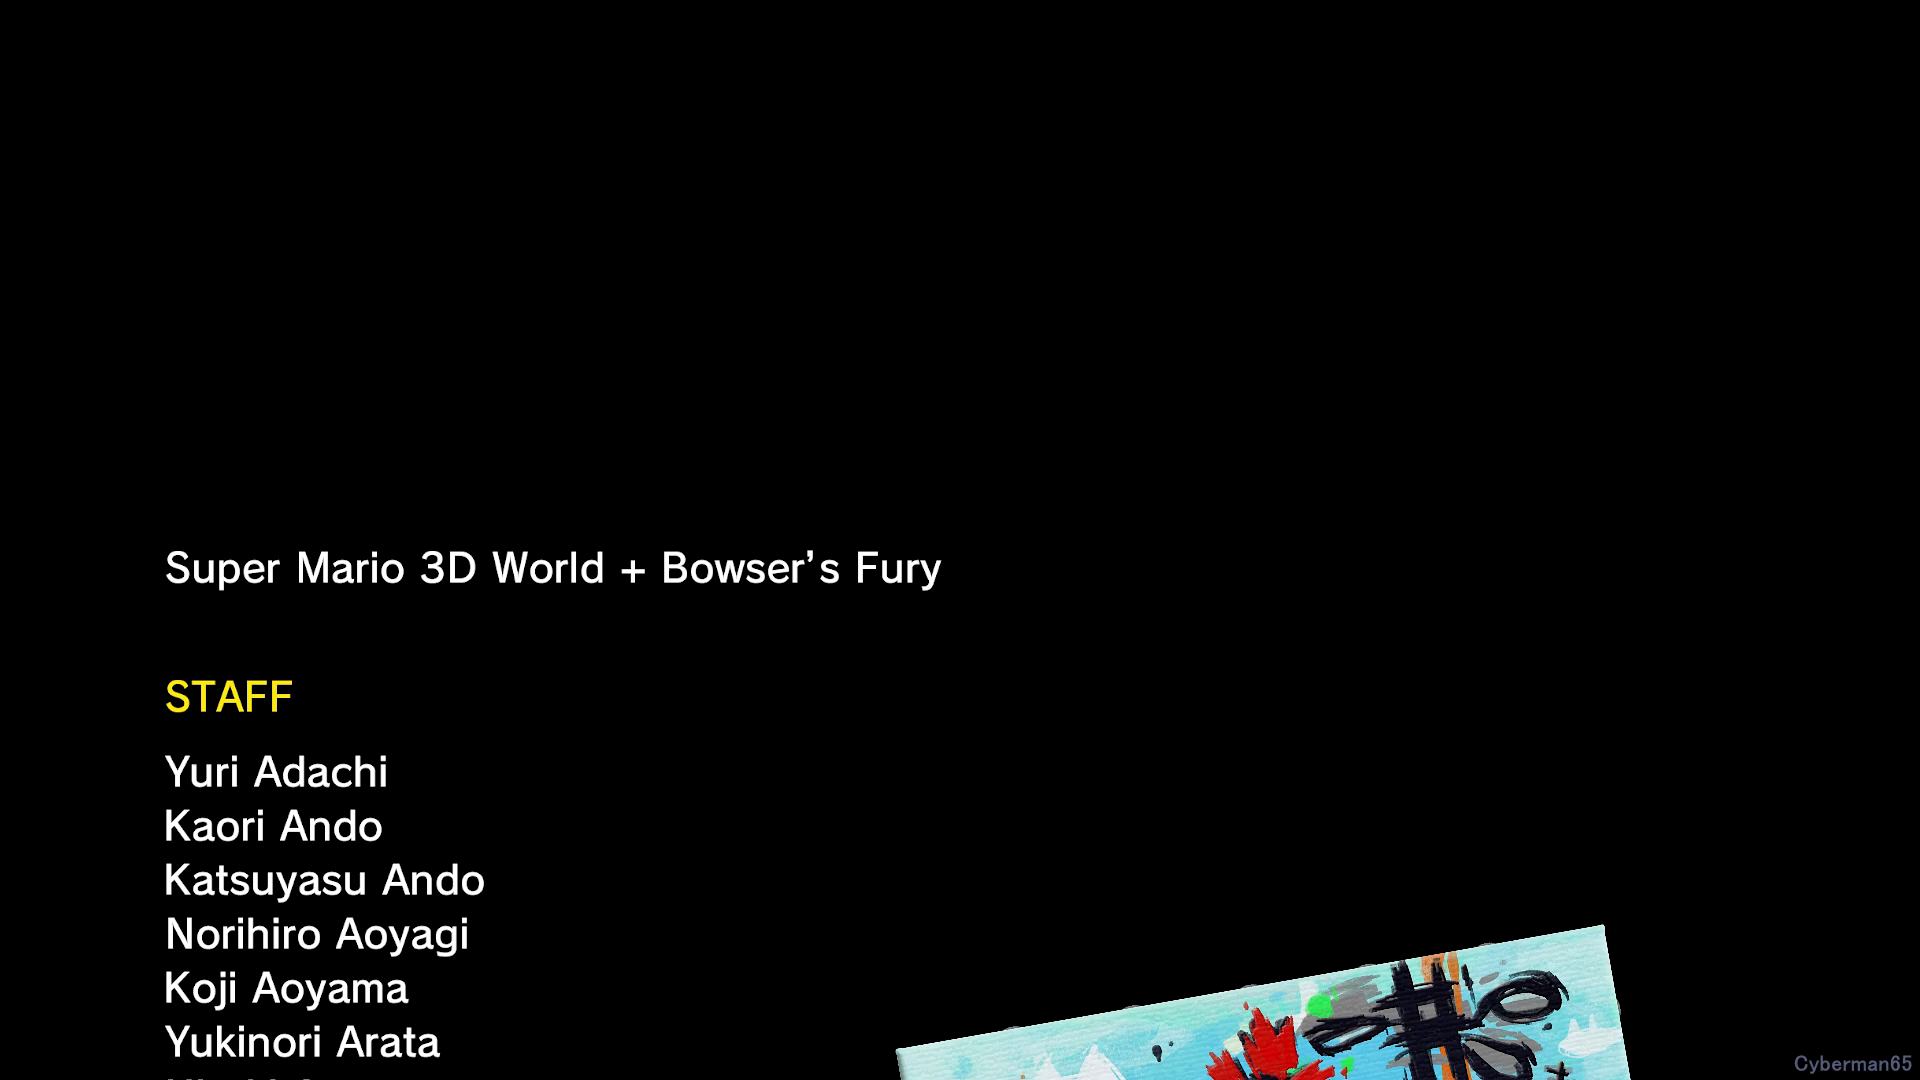 Super Mario 3D World + Bowser’s Fury
STAFF
Yuri Adachi
Kaori Ando
Katsuyasu Ando
Norihiro Aoyagi
Koji Aoyama
Yukinori Arata
Cyberman65